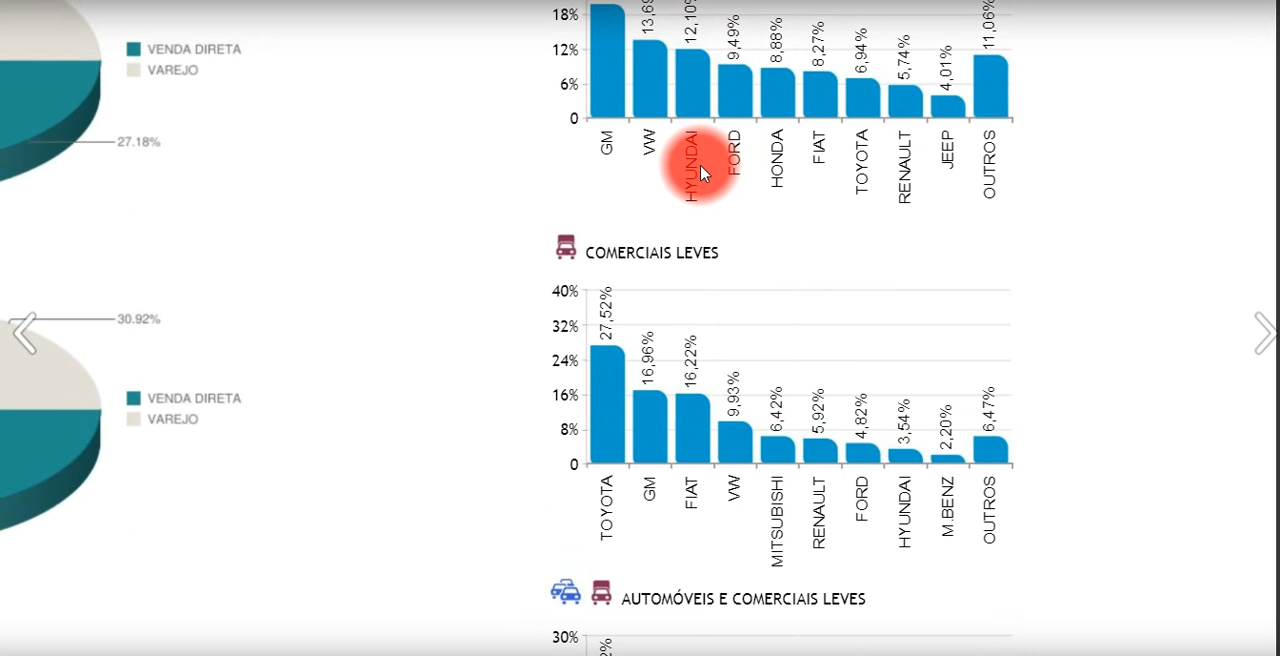 VENDA DIRETA
VAREJO
27.18%
30.92%
VENDA DIRETA
VAREJO
18%
12%
6%
0
12,10%
9,49%
8,88%
8,27%
6,94%
5,74%
4,01%
11,06%
GM
VW
HYUNDAI
FORD
HONDA
FIAT
TOYOTA
RENAULT
JEEP
OUTROS
COMERCIAIS LEVES
40%
32%
24%
16%
8%
0
27,52%
16,96%
16,22%
9,93%
6,42%
5,92%
4,82%
3,54%
2,20%
6,47%
TOYOTA
GM
FIAT
VW
MITSUBISHI
RENAULT
FORD
HYUNDAI
M.BENZ
OUTROS
AUTOMÓVEIS E COMERCIAIS LEVES
30%